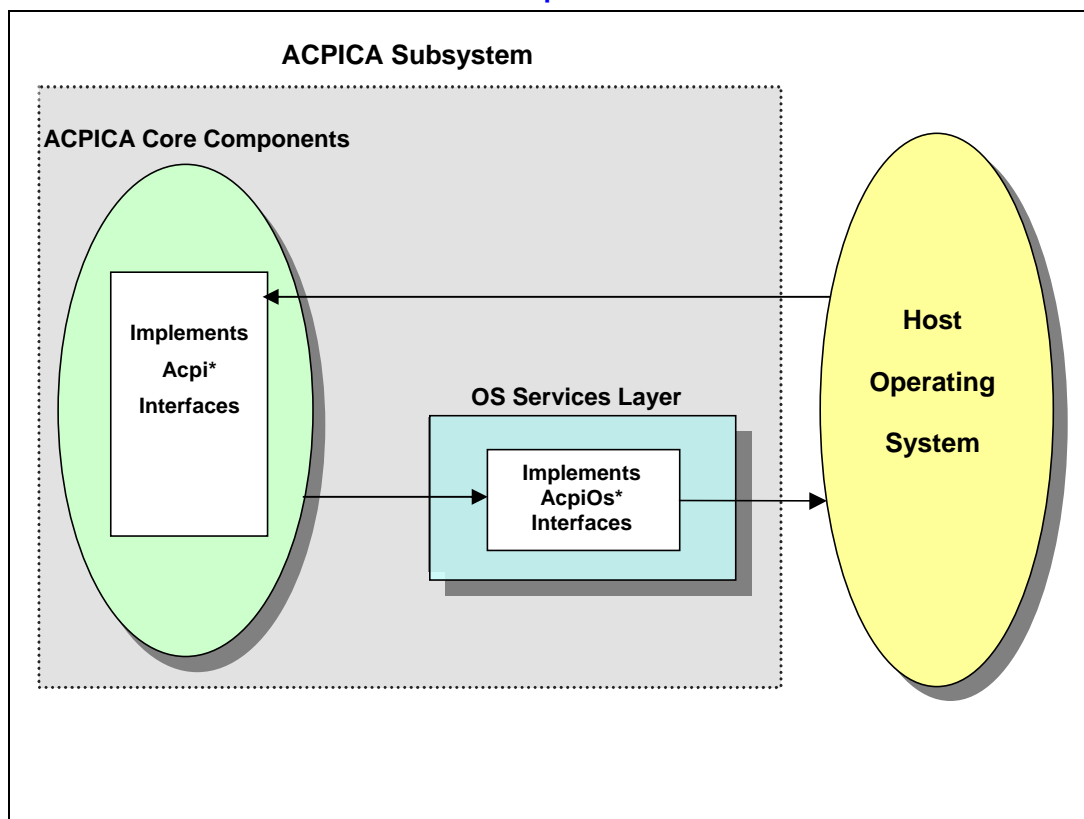 ACPICA Subsystem
ACPICA Core Components
Implements
Acpi*
Interfaces
OS Services Layer
Implements
AcpiOs*
Interfaces
Host
Operating
System